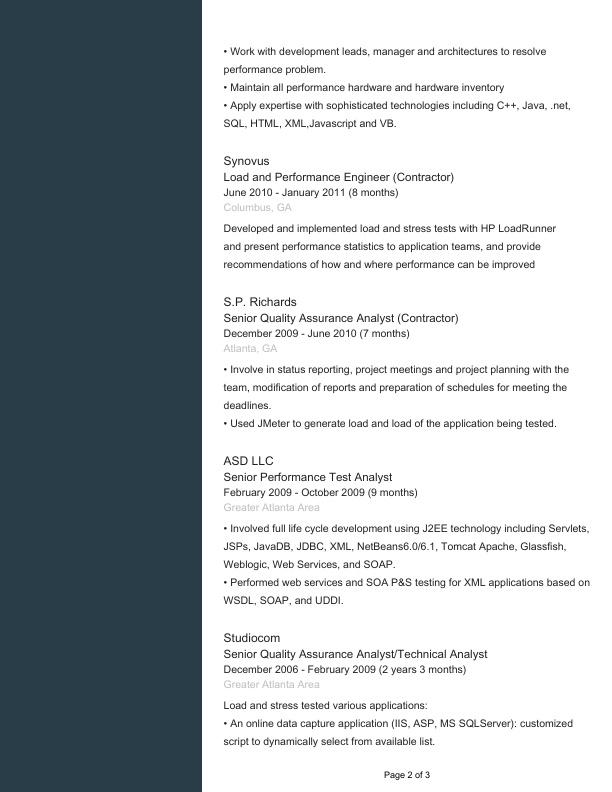 • Work with development leads, manager and architectures to resolve
performance problem.
• Maintain all performance hardware and hardware inventory
• Apply expertise with sophisticated technologies including C++, Java, .net,
SQL, HTML, XML,Javascript and VB.
Synovus
Load and Performance Engineer (Contractor)
June 2010 - January 2011 (8 months)
Columbus, GA
Developed and implemented load and stress tests with HP LoadRunner
and present performance statistics to application teams, and provide
recommendations of how and where performance can be improved
S.P. Richards
Senior Quality Assurance Analyst (Contractor)
December 2009 - June 2010 (7 months)
Atlanta, GA
• Involve in status reporting, project meetings and project planning with the
team, modification of reports and preparation of schedules for meeting the
deadlines.
• Used JMeter to generate load and load of the application being tested.
ASD LLC
Senior Performance Test Analyst
February 2009 - October 2009 (9 months)
Greater Atlanta Area
• Involved full life cycle development using J2EE technology including Servlets,
JSPs, JavaDB, JDBC, XML, NetBeans6.0/6.1, Tomcat Apache, Glassfish,
Weblogic, Web Services, and SOAP.
• Performed web services and SOA P&S testing for XML applications based on
WSDL, SOAP, and UDDI.
Studiocom
Senior Quality Assurance Analyst/Technical Analyst
December 2006 - February 2009 (2 years 3 months)
Greater Atlanta Area
Load and stress tested various applications:
• An online data capture application (IIS, ASP, MS SQLServer): customized
script to dynamically select from available list.
Page 2 of 3